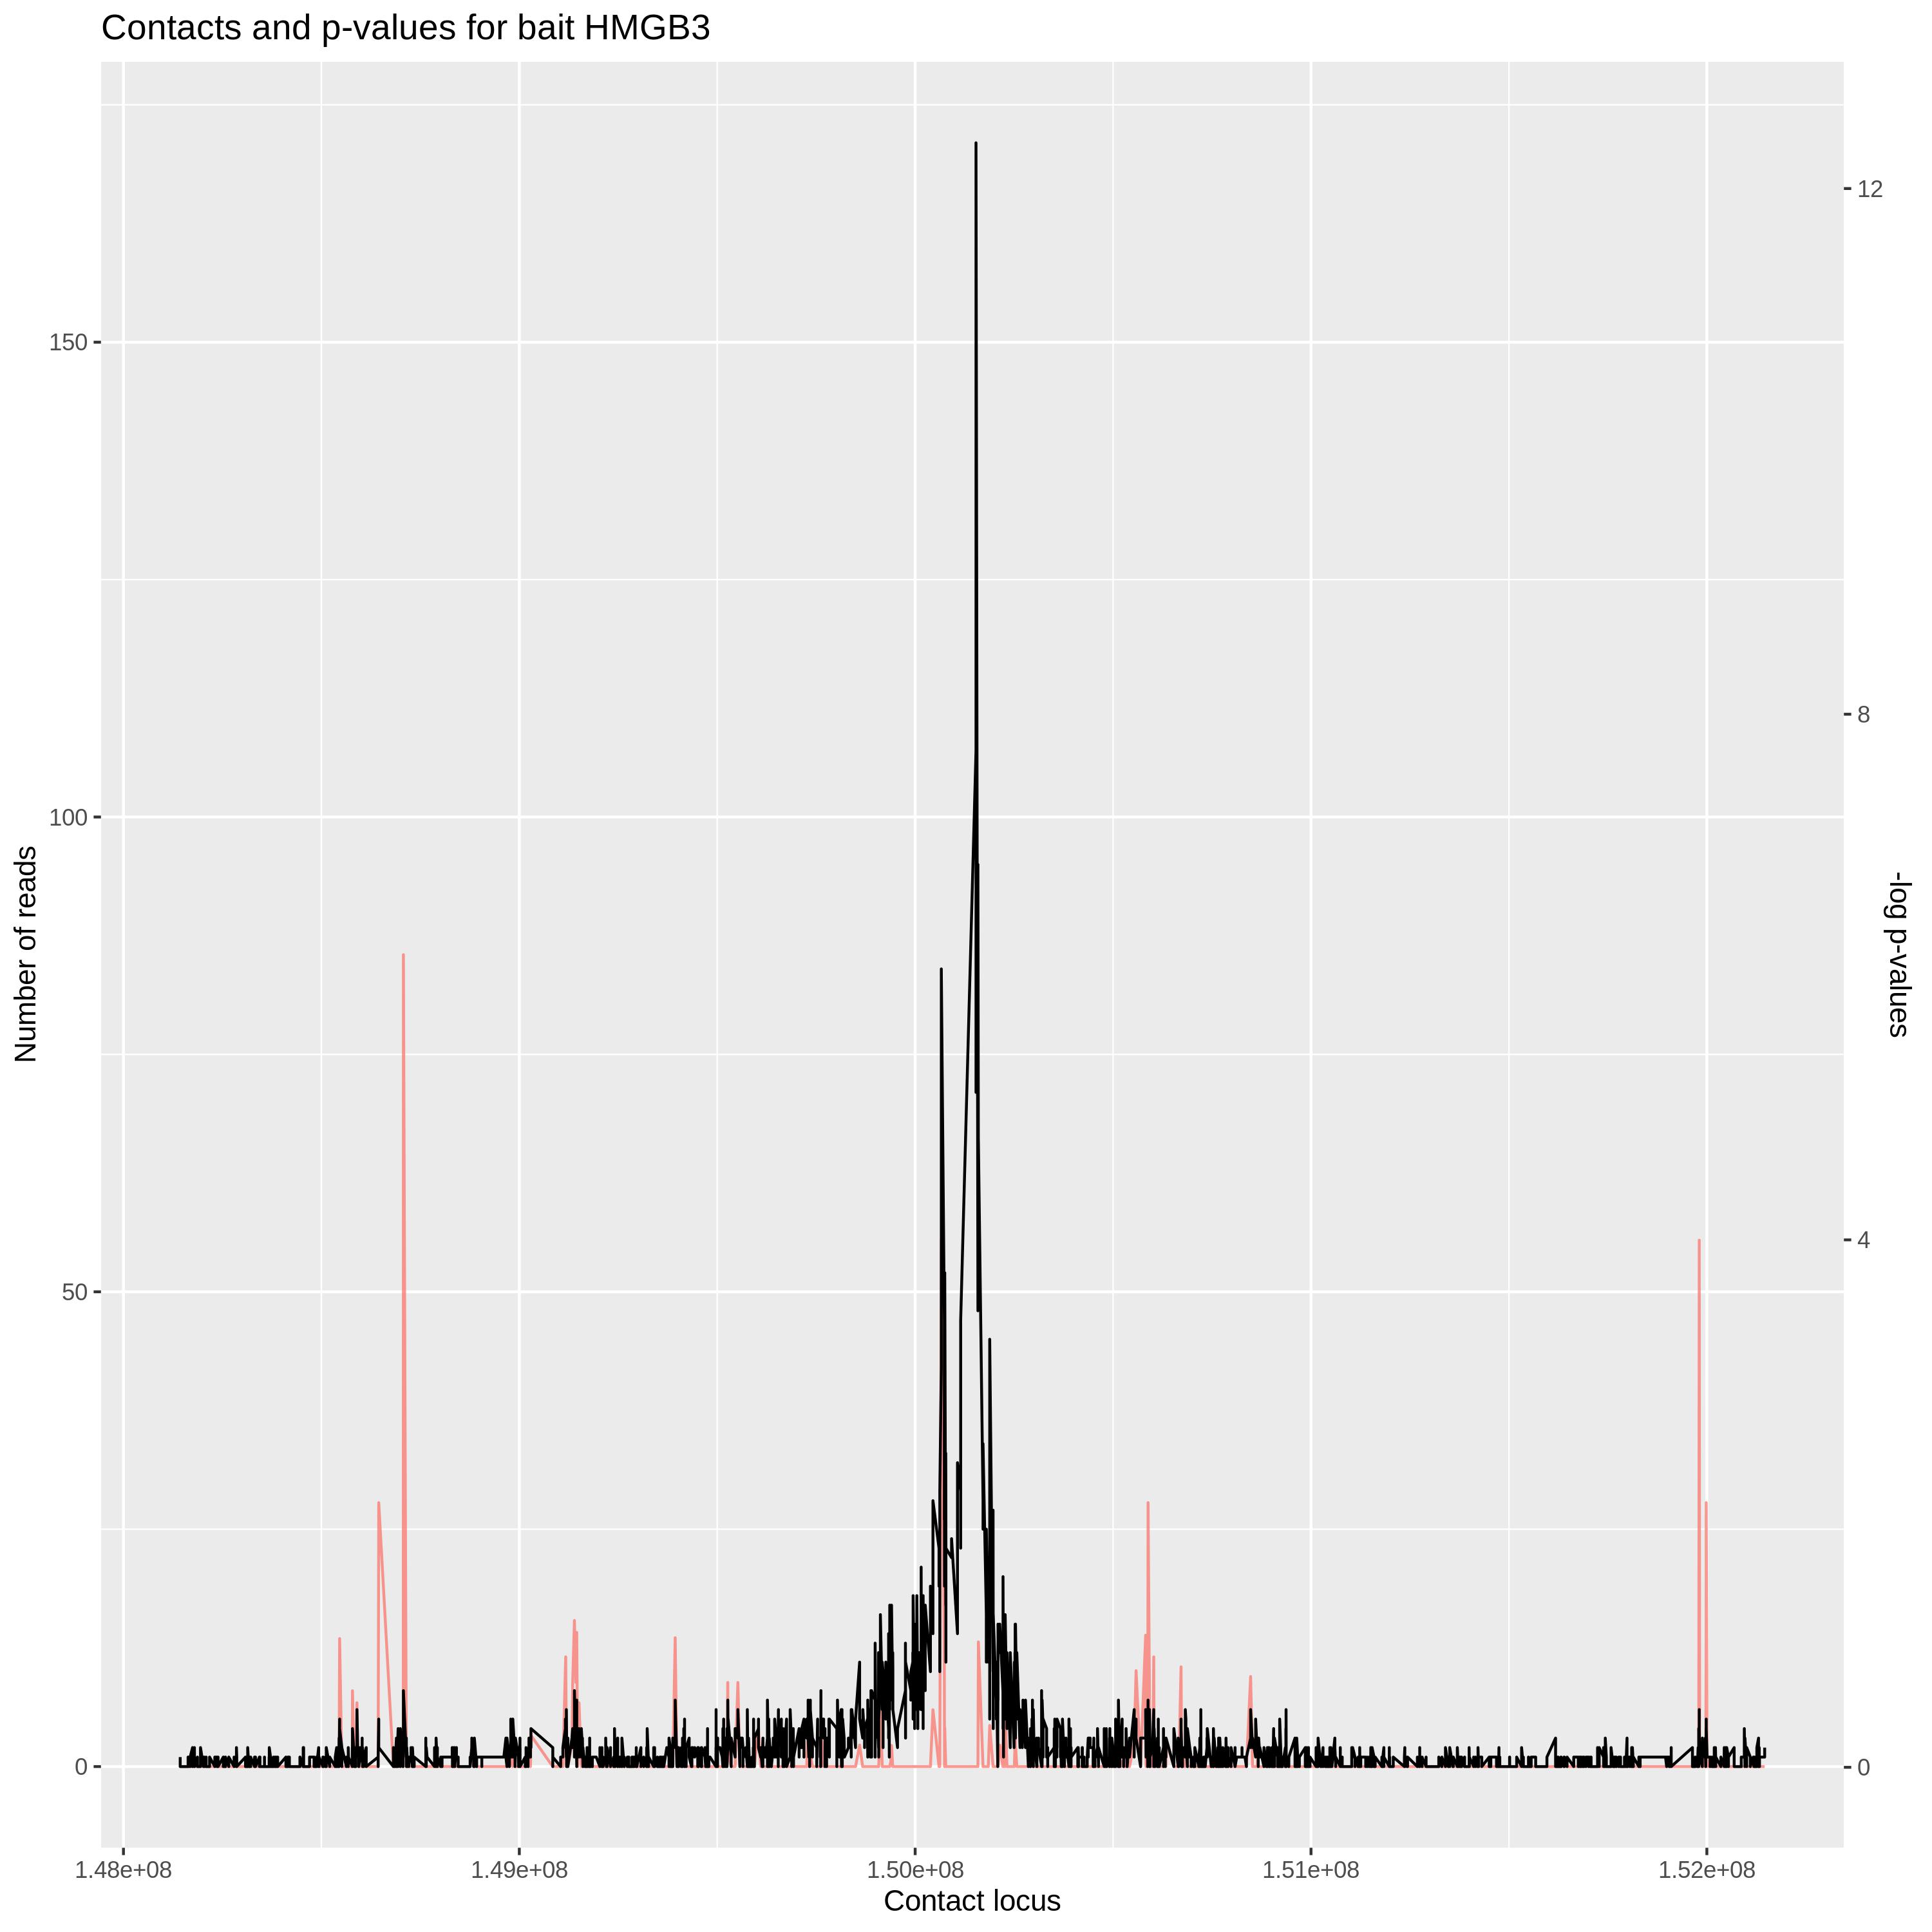 Contacts and p-values for bait HMGB3
150
100
50
0
Number of reads
12
8
4
0
-log p-values
1.48e+08 1.49e+08 1.50e+08 1.51e+08 1.52e+08
Contact locus